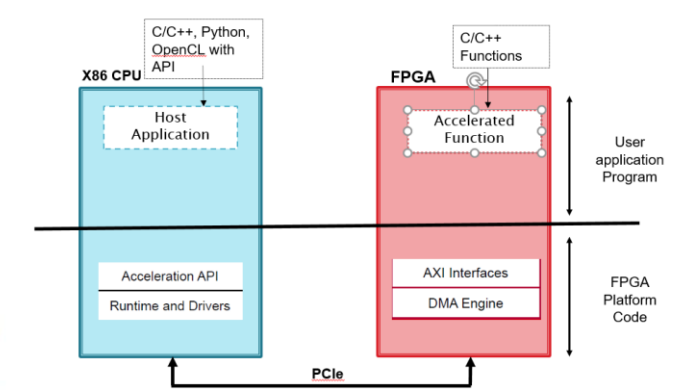 C/C++, Python,
OpenCL with
API
C/C++
Functions
X86 CPU
FPGA
Host
Application
Accelerated
Function
User
application
Program
Acceleration API
Runtime and Drivers
AXI Interfaces
DMA Engine
FPGA
Platform
Code
PCIe